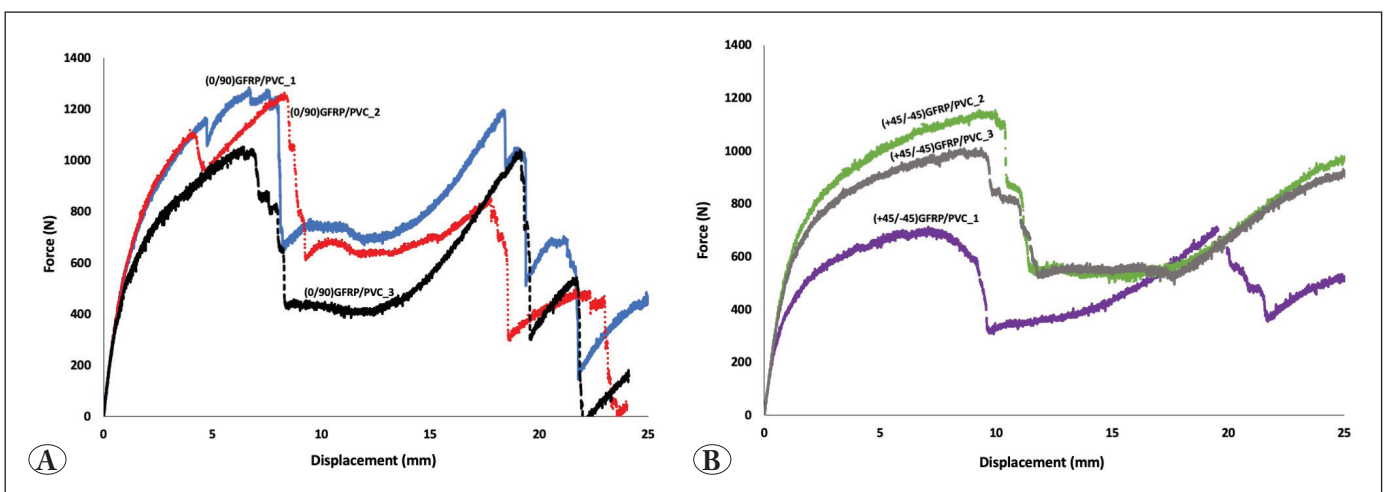 1400
1200
1000
800
600
400
200
0
Force (N)
(0/90)GFRP/PVC_1
(0/90)GFRP/PVC_2
(0/90)GFRP/PVC_3
0 5 10 15 20 25
Displacement (mm)
A
1400
1200
1000
800
600
400
200
0
Force (N)
(+45/-45)GFRP/PVC_2
(+45/-45)GFRP/PVC_3
(+45/-45)GFRP/PVC_1
0 5 10 15 20 25
Displacement (mm)
B